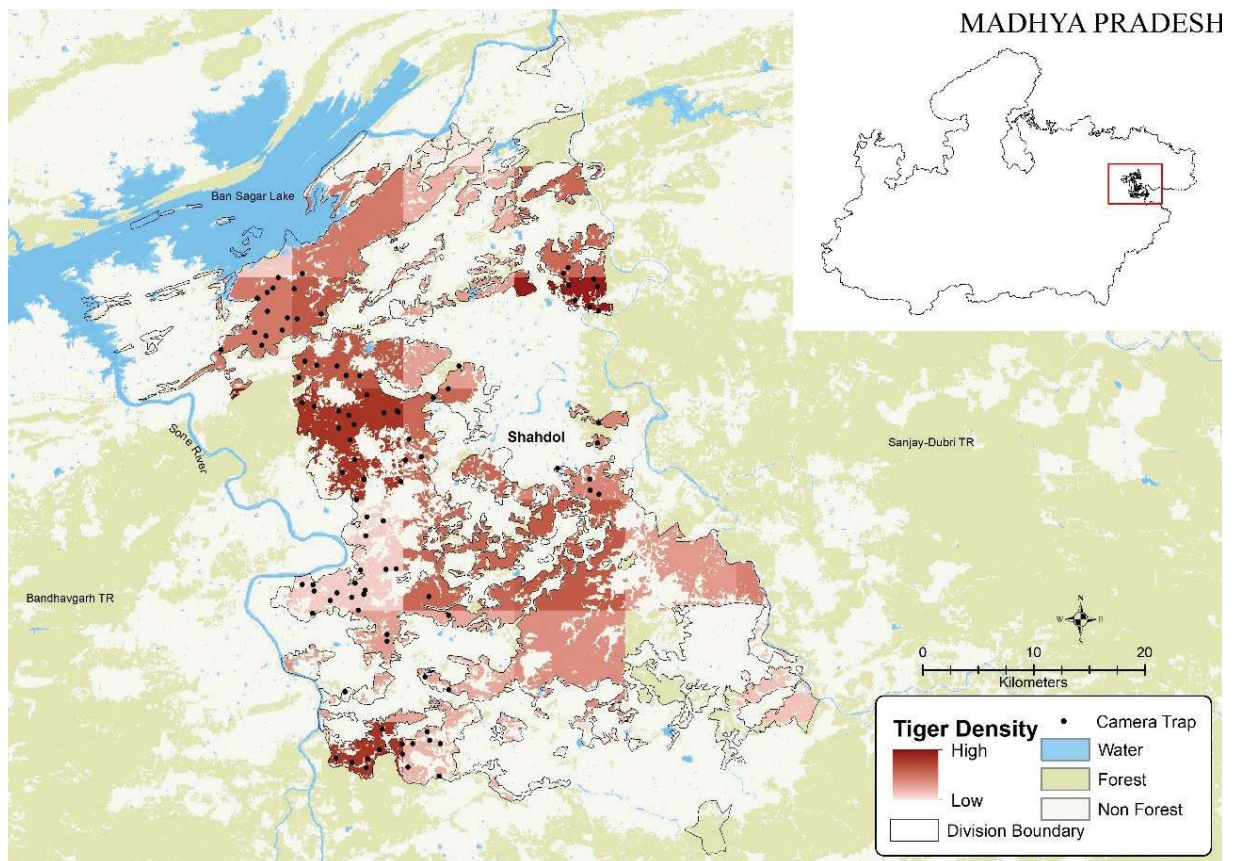 MADHYA PRADESH
Ban Sagar Lake
Shahdol
Sone River
Sanjay-Dubri TR
Bandhavgarh TR
N
W E
S
0 10 20
Kilometers
Tiger Density
High
Low
Division Boundary
Camera Trap
Water
Forest
Non Forest